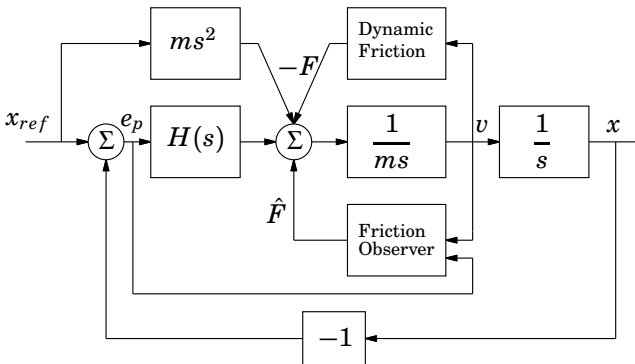 ms²
Dynamic
Friction
−F
x_ref
Σ
e_p
H(s)
Σ
1
ms
v
1
s
x
F̂
Friction
Observer
−1